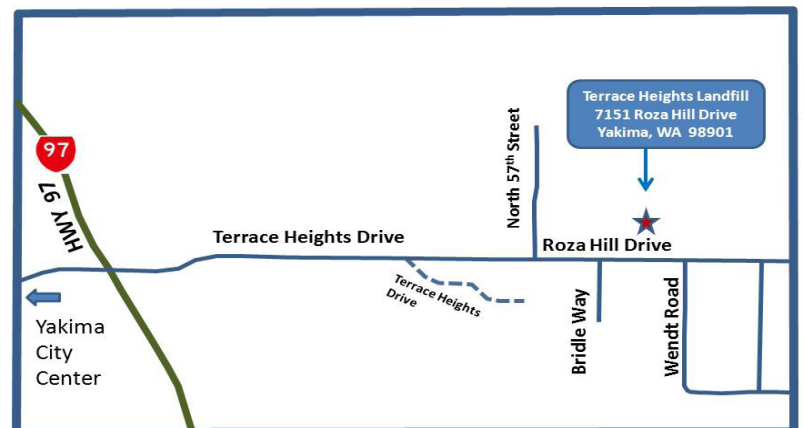 Terrace Heights Landfill
7151 Roza Hill Drive
Yakima, WA 98901
97
HWY 97
North 57th Street
Terrace Heights Drive
Roza Hill Drive
Terrace Heights
Drive
Yakima
City
Center
Bridle Way
Wendt Road